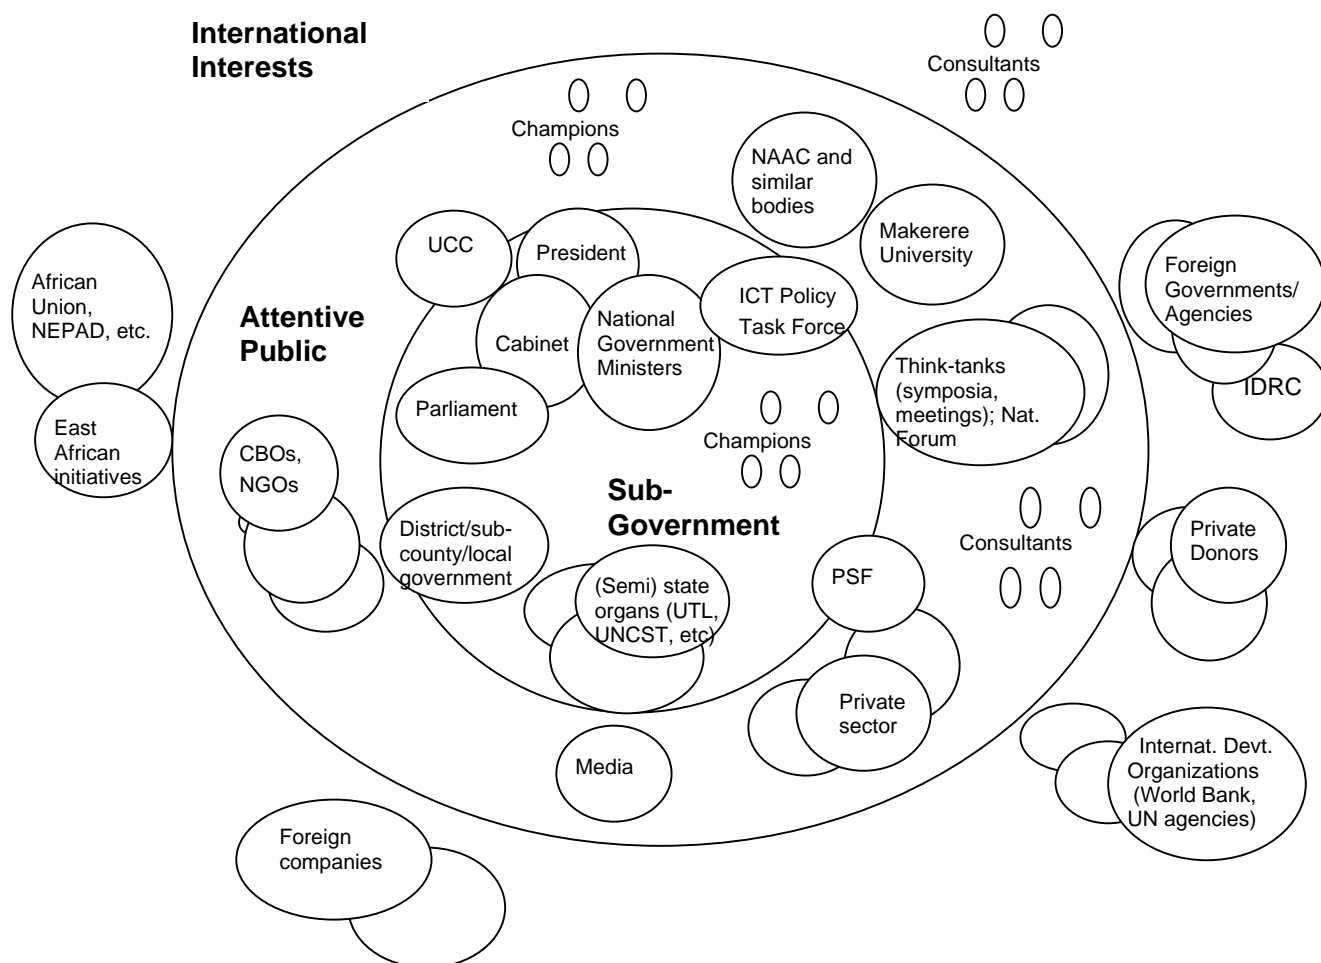 International
Interests
Consultants
Champions
NAAC and
similar
bodies
UCC
President
Makerere
University
African
Union,
NEPAD, etc.
Foreign
Governments/
Agencies
Attentive
Public
Cabinet
National
Government
Ministers
ICT Policy
Task Force
Think-tanks
(symposia,
meetings); Nat.
Forum
IDRC
Parliament
East
African
initiatives
CBOs,
NGOs
Champions
Sub-
Government
District/sub-
county/local
government
(Semi) state
organs (UTL,
UNCST, etc)
PSF
Consultants
Private
Donors
Private
sector
Media
Internat. Devt.
Organizations
(World Bank,
UN agencies)
Foreign
companies